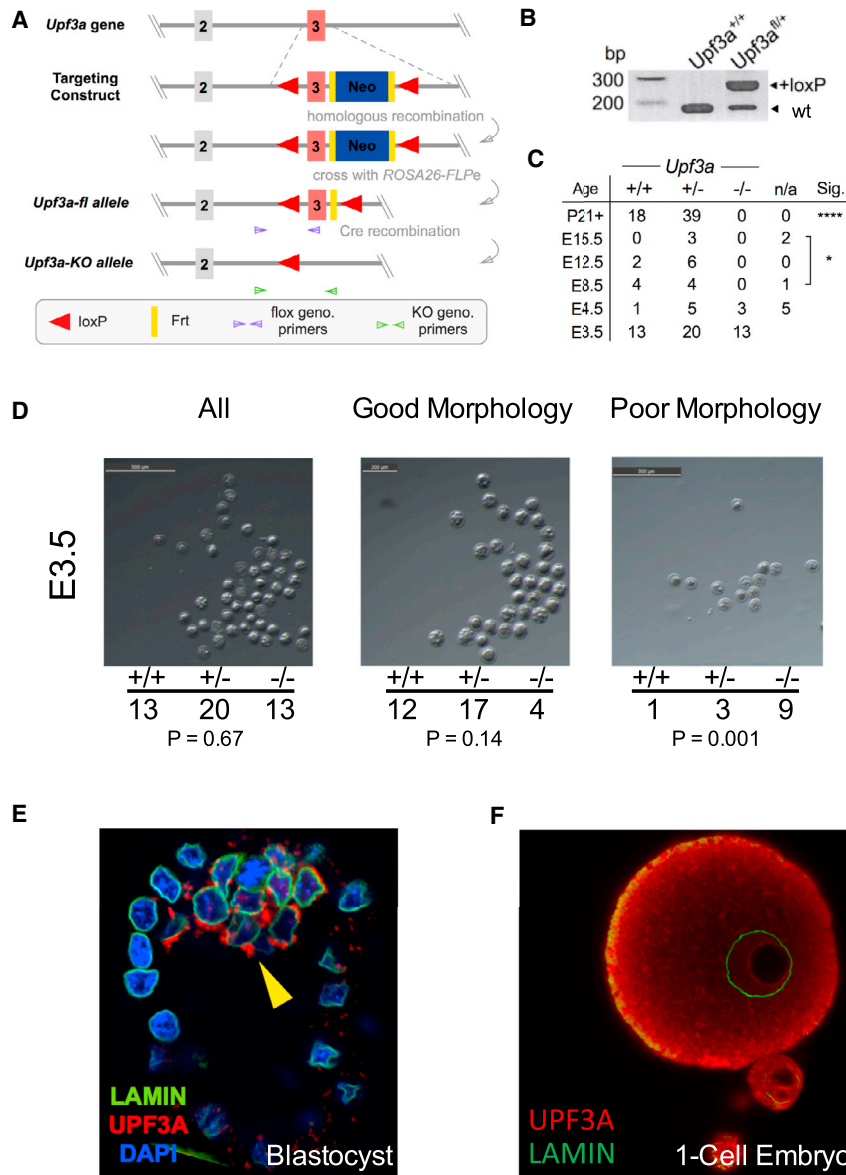 A
Upf3a gene
2
3
Targeting
Construct
2
3
Neo
homologous recombination
2
3
Neo
cross with ROSA26-FLPe
Upf3a-fl allele
2
3
Cre recombination
Upf3a-KO allele
2
loxP
Frt
flox geno.
primers
KO geno.
primers
B
bp
Upf3a+/+
Upf3afl/+
300
200
+loxP
wt
C
Upf3a
Age +/+ +/- -/- n/a Sig.
P21+ 18 39 0 0 ****
E15.5 0 3 0 2
E12.5 2 6 0 0 *
E8.5 4 4 0 1
E4.5 1 5 3 5
E3.5 13 20 13
D
All
Good Morphology
Poor Morphology
E3.5
500 µm
200 µm
500 µm
+/+ +/- -/-
13 20 13
P = 0.67
+/+ +/- -/-
12 17 4
P = 0.14
+/+ +/- -/-
1 3 9
P = 0.001
E
LAMIN
UPF3A
DAPI
Blastocyst
F
UPF3A
LAMIN
1-Cell Embryo